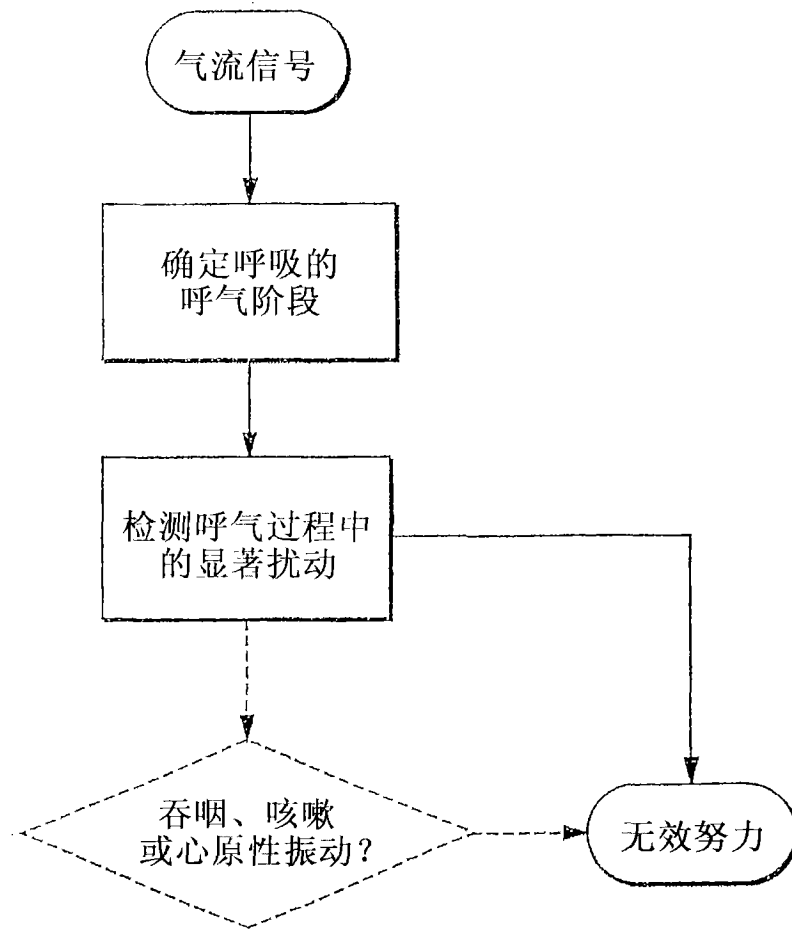 气流信号
确定呼吸的
呼气阶段
检测呼气过程中
的显著扰动
吞咽、咳嗽
或心原性振动？
无效努力